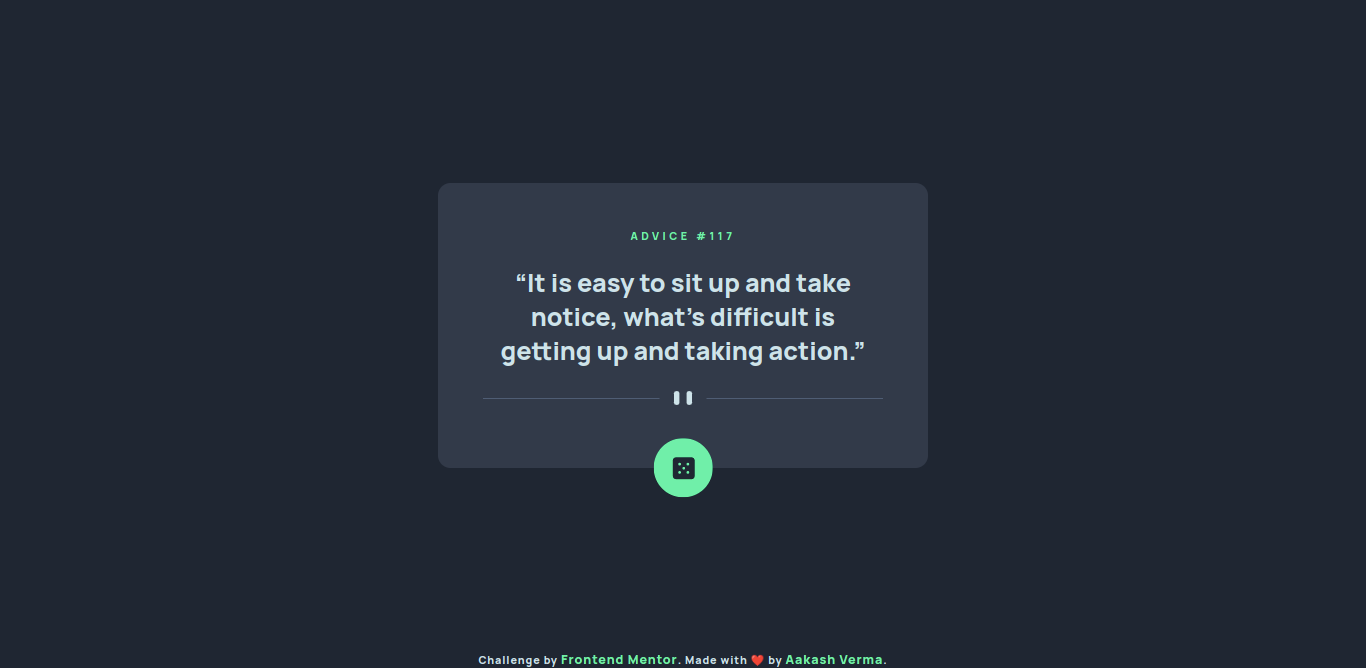 ADVICE #117
“It is easy to sit up and take
notice, what’s difficult is
getting up and taking action.”
Challenge by Frontend Mentor. Made with ❤️ by Aakash Verma.